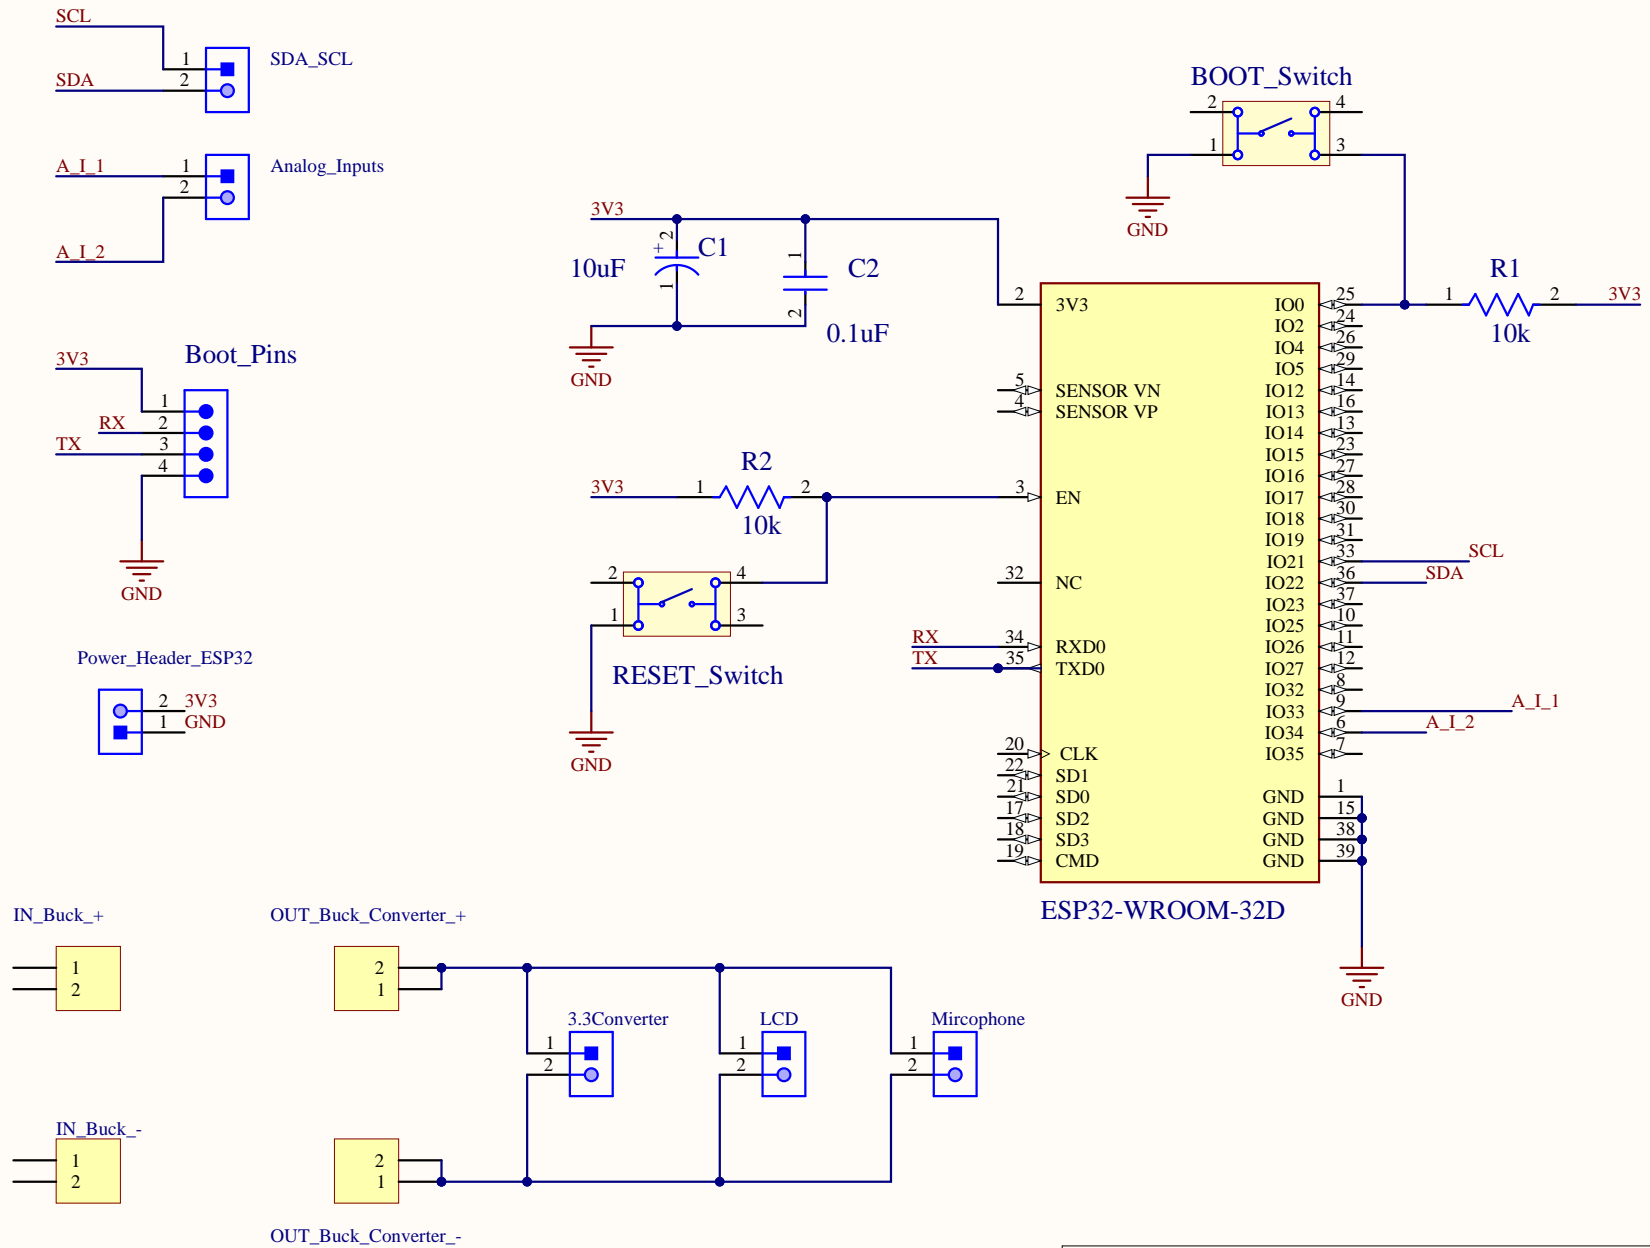 SCL
SDA
1
2
SDA_SCL
A_I_1
A_I_2
1
2
Analog_Inputs
Boot_Pins
3V3
RX
TX
1
2
3
4
GND
Power_Header_ESP32
2 3V3
1 GND
3V3
2
+
C1
10uF
1
1
C2
2
0.1uF
GND
3V3
1
R2
2
10k
2
4
1
3
RESET_Switch
GND
BOOT_Switch
2
4
1
3
GND
R1
1
2
3V3
10k
2 3V3
5 SENSOR VN
4 SENSOR VP
3 EN
32 NC
RX 34 RXD0
TX 35 TXD0
20 CLK
22 SD1
21 SD0
17 SD2
18 SD3
19 CMD
IO0 25
IO2 24
IO4 26
IO5 29
IO12 14
IO13 16
IO14 13
IO15 23
IO16 27
IO17 28
IO18 30
IO19 31
IO21 33 SCL
IO22 36 SDA
IO23 37
IO25 10
IO26 11
IO27 12
IO32 8
IO33 9 A_I_1
IO34 6 A_I_2
IO35 7
GND 1
GND 15
GND 38
GND 39
ESP32-WROOM-32D
GND
IN_Buck_+
1
2
OUT_Buck_Converter_+
2
1
3.3Converter
1
2
LCD
1
2
Mircophone
1
2
IN_Buck_-
1
2
2
1
OUT_Buck_Converter_-